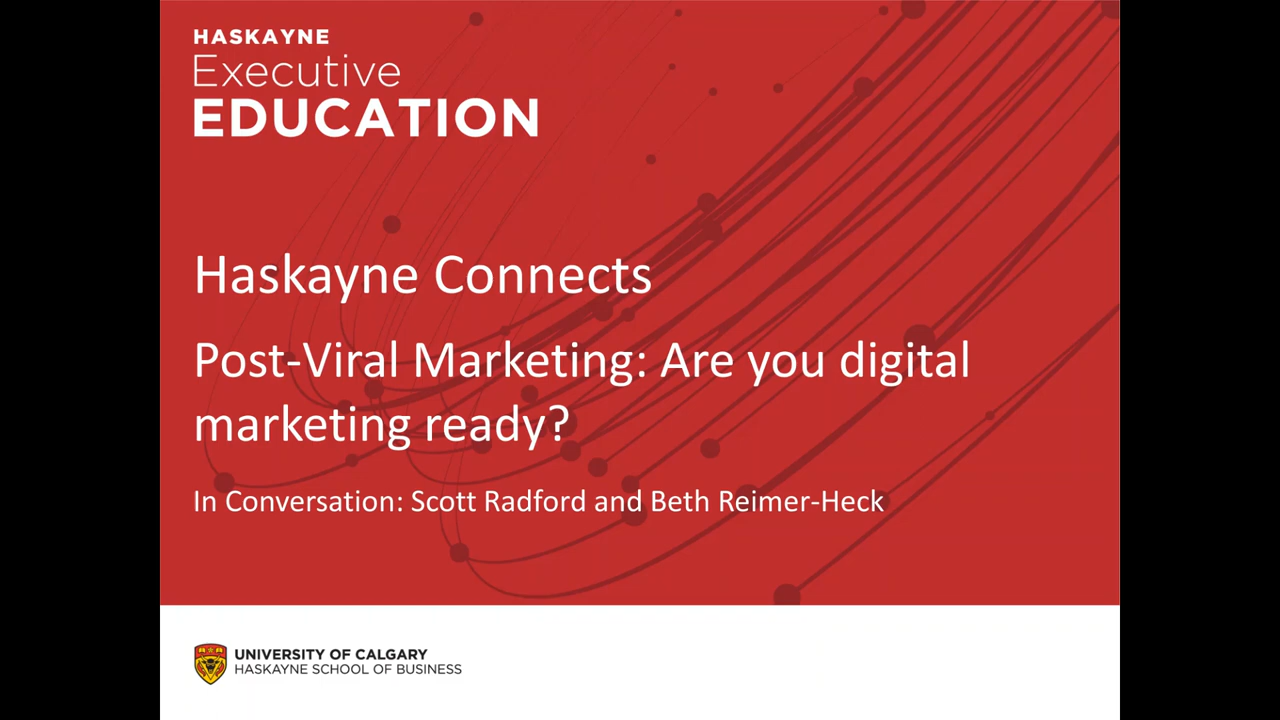 HASKAYNE
Executive
EDUCATION
Haskayne Connects
Post-Viral Marketing: Are you digital
marketing ready?
In Conversation: Scott Radford and Beth Reimer-Heck
UNIVERSITY OF CALGARY
HASKAYNE SCHOOL OF BUSINESS